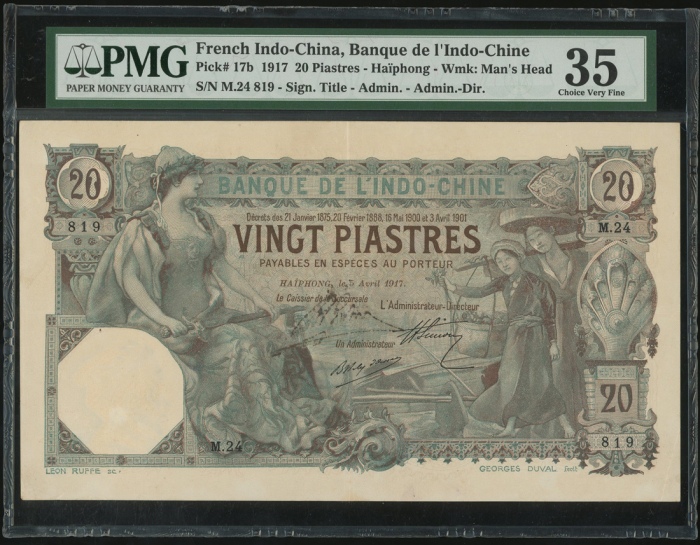 PMG
PAPER MONEY GUARANTY
French Indo-China, Banque de l'Indo-Chine
Pick# 17b 1917 20 Piastres - Haïphong - Wmk: Man's Head
S/N M.24 819 - Sign. Title - Admin. - Admin.-Dir.
35
Choice Very Fine
20
BANQUE DE L'INDO-CHINE
20
819
Décrets des 21 Janvier 1875, 20 Février 1888, 16 Mai 1900 et 3 Avril 1901
M.24
VINGT PIASTRES
PAYABLES EN ESPÈCES AU PORTEUR
HAÏPHONG, le Avril 1917.
Le Caissier de la Succursale
L'Administrateur-Directeur
Un Administrateur
20
M.24
819
LEON RUFFE SC.
GEORGES DUVAL